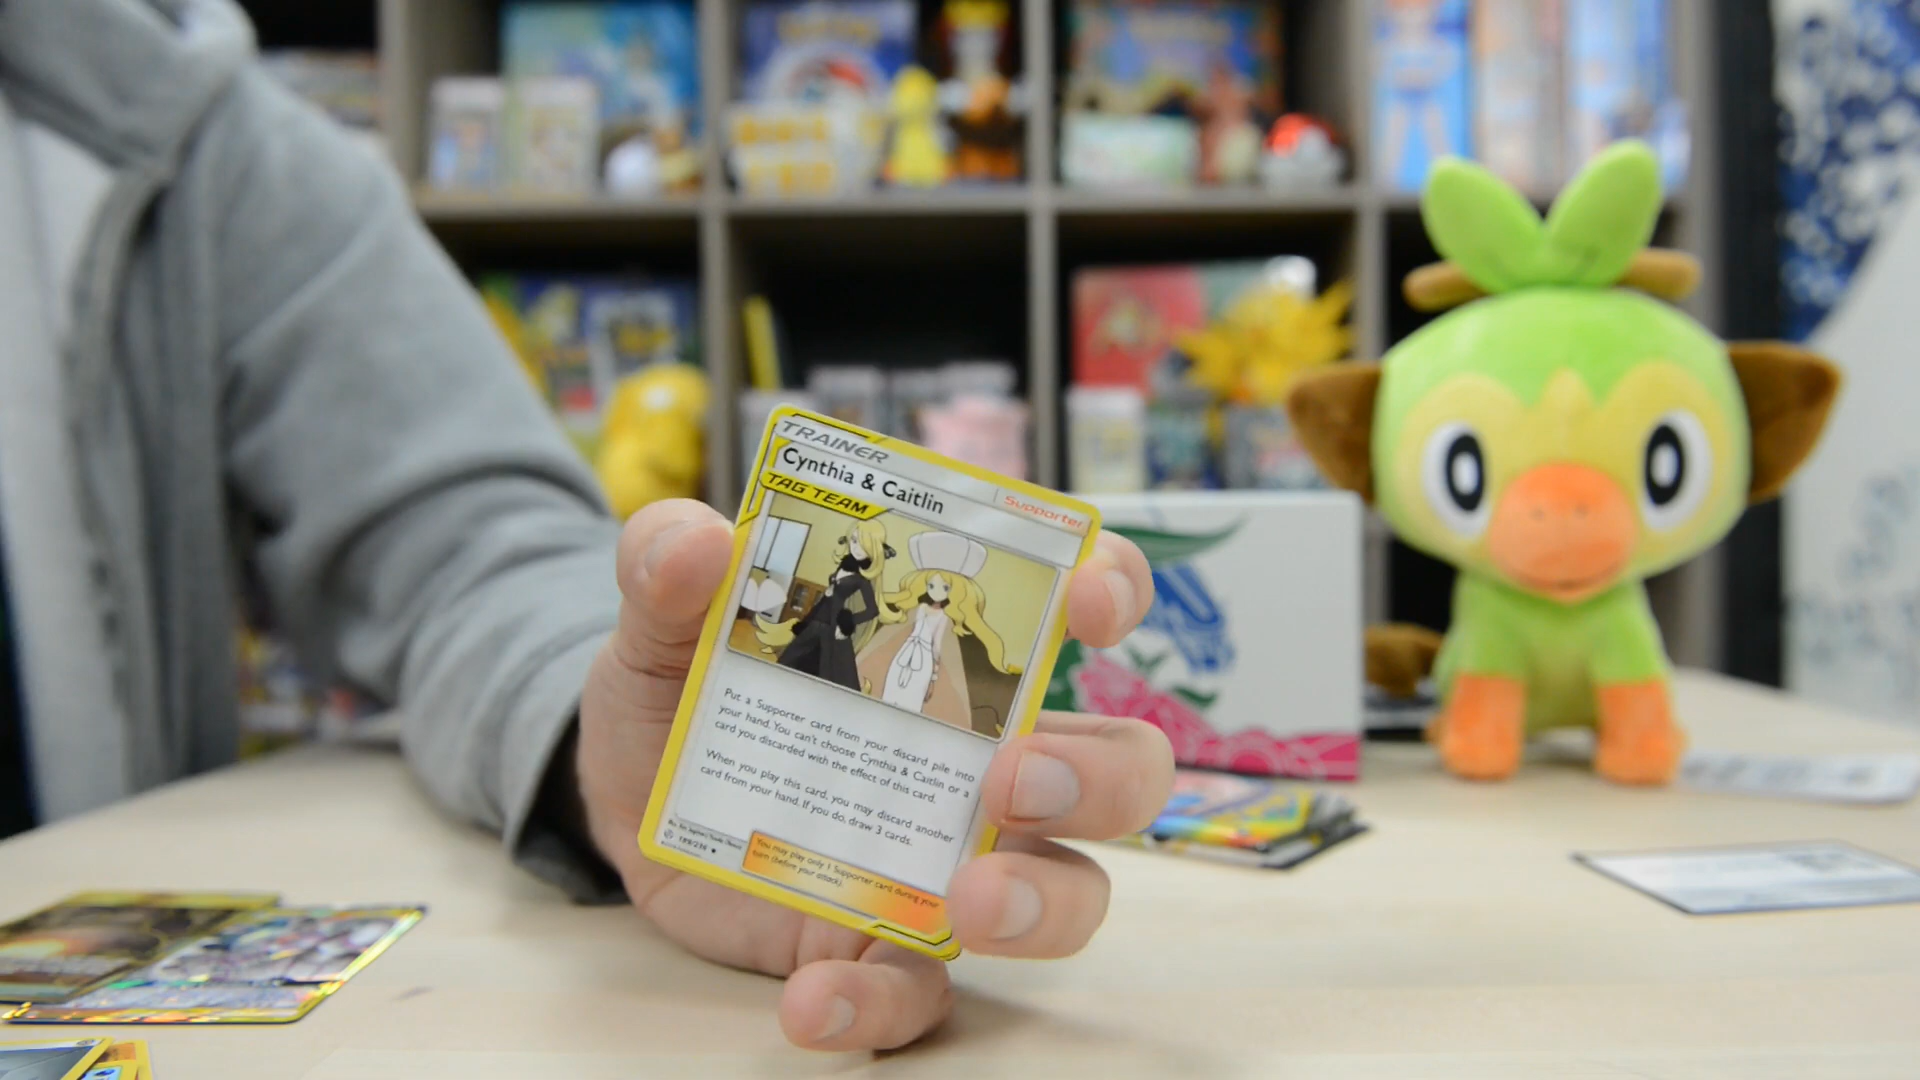 TRAINER
Cynthia & Caitlin
Supporter
TAG TEAM
Put a Supporter card from your discard pile into
your hand. You can't choose Cynthia & Caitlin or a
card you discarded with the effect of this card.
When you play this card, you may discard another
card from your hand. If you do, draw 3 cards.
189/236
You may play only 1 Supporter card during your
turn (before your attack).